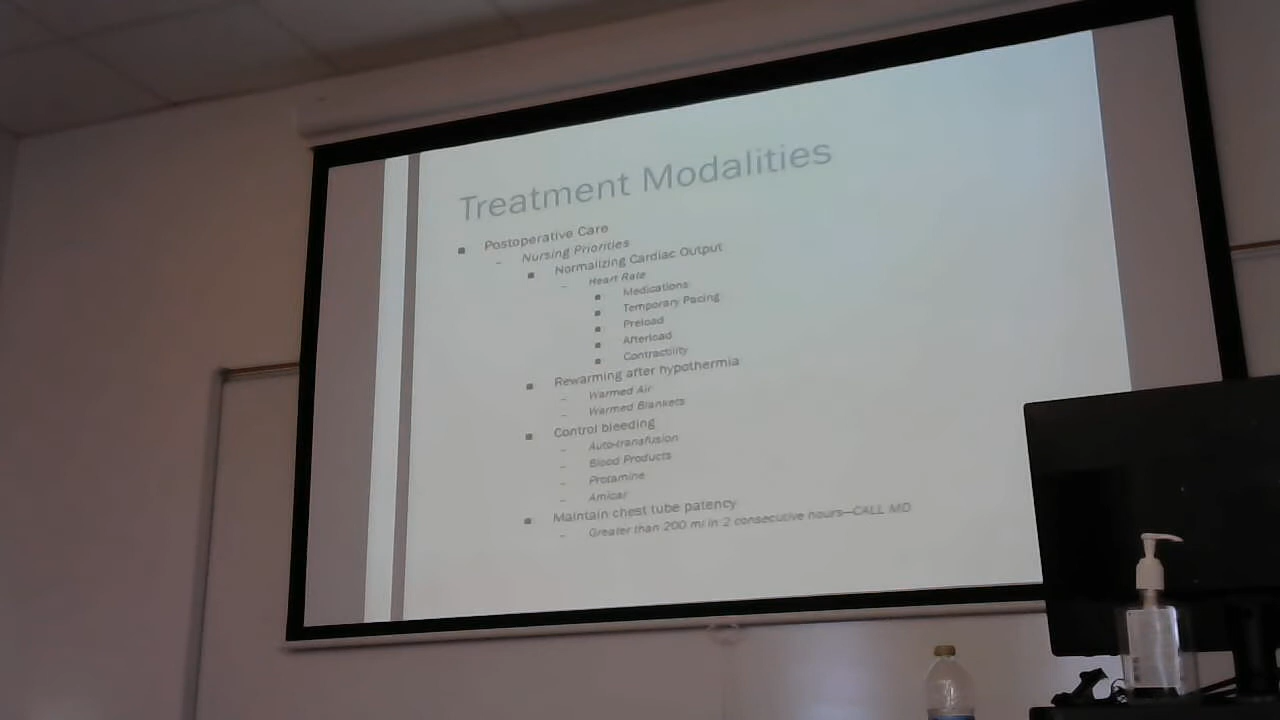 Treatment Modalities
Postoperative Care
Nursing Priorities
Normalizing Cardiac Output
Heart Rate
Medications
Temporary Pacing
Preload
Afterload
Contractility
Rewarming after hypothermia
Warmed Air
Warmed Blankets
Control bleeding
Auto-transfusion
Blood Products
Protamine
Amicar
Maintain chest tube patency
Greater than 200 ml in 2 consecutive hours—CALL MD